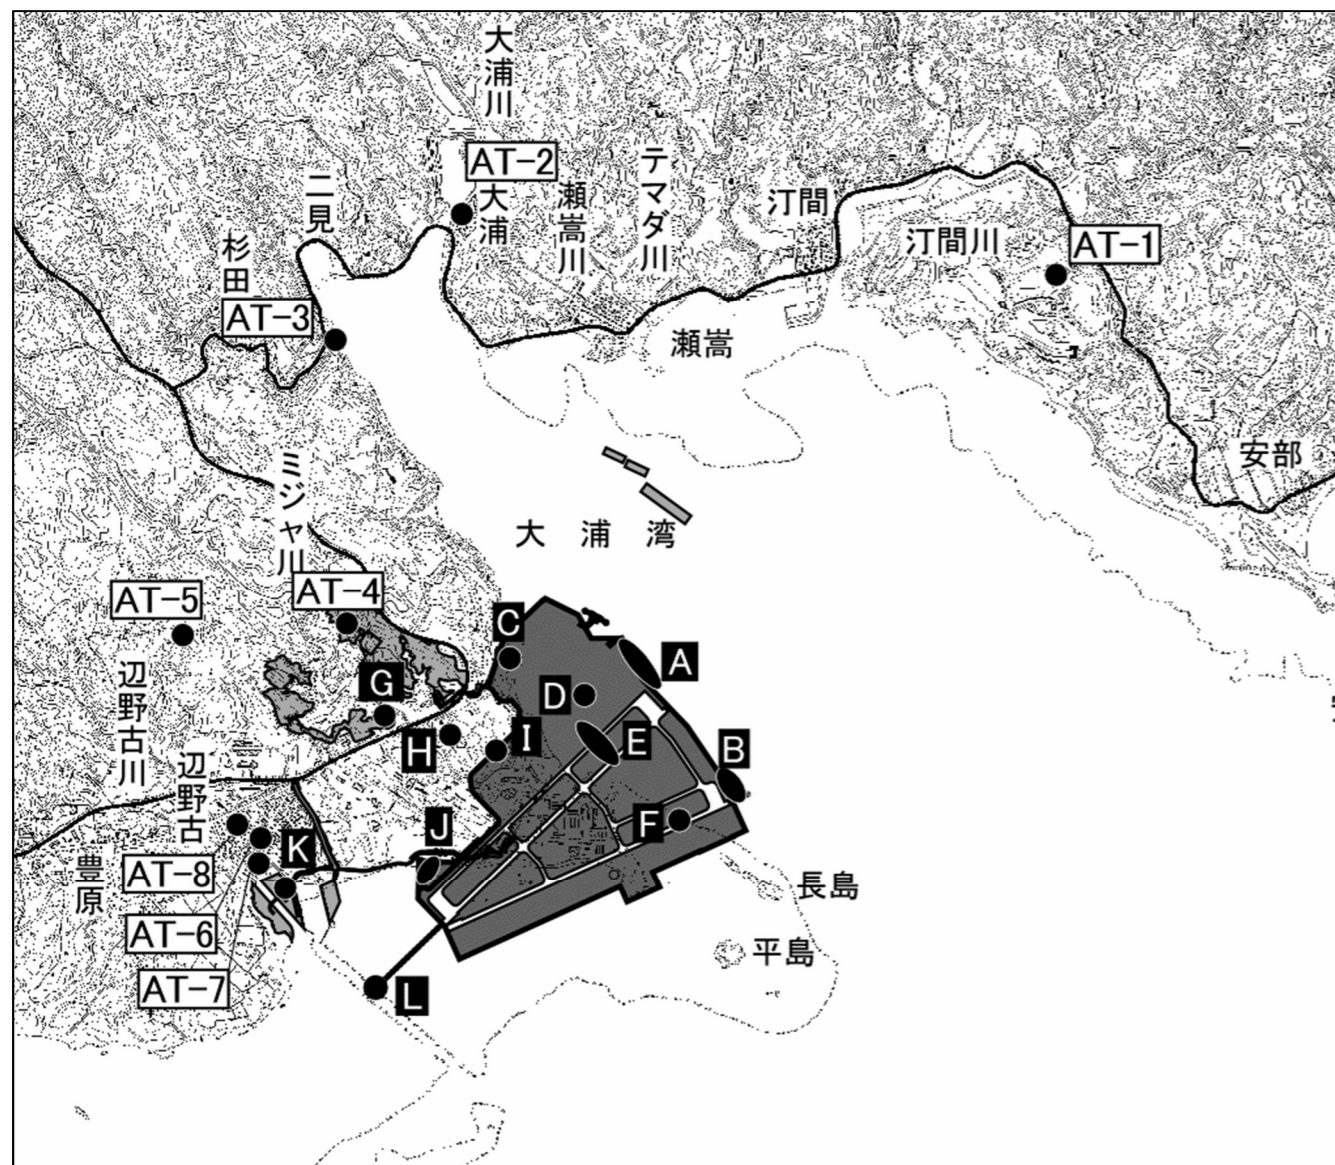 大浦川
AT-2
大浦
二見
瀬嵩川
テマダ川
汀間
汀間川
AT-1
杉田
AT-3
瀬嵩
安部
ミジャ川
大浦湾
AT-5
AT-4
C
A
辺野古川
G
D
H
I
E
B
辺野古
J
F
K
豊原
AT-8
長島
AT-6
平島
AT-7
L